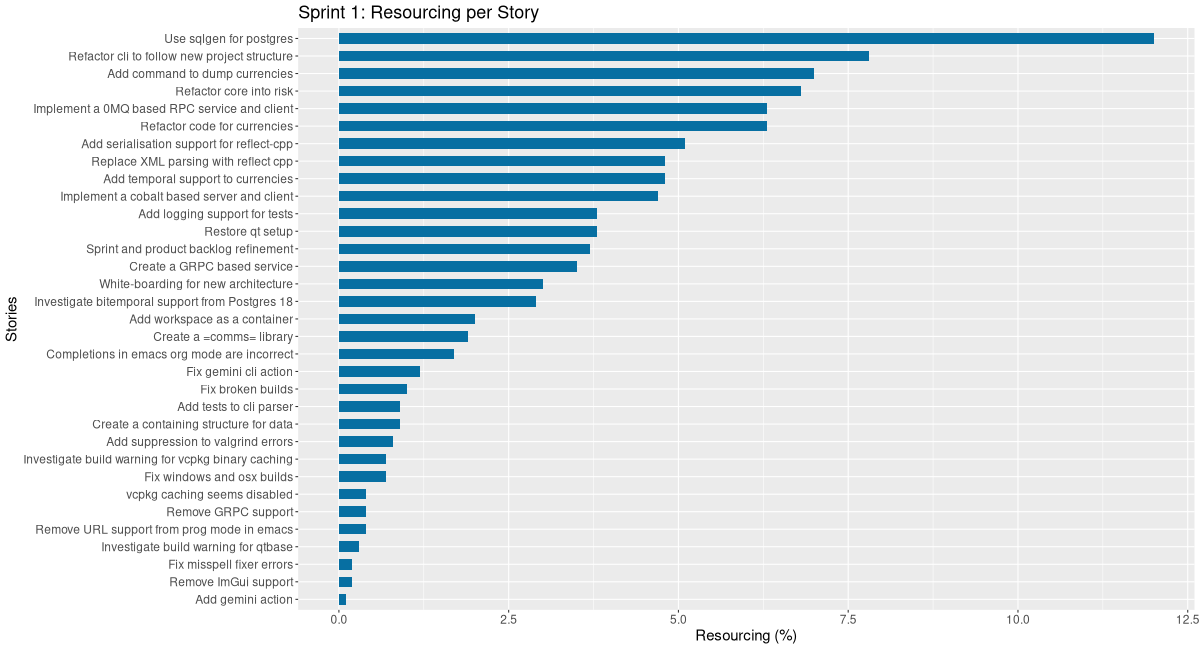 Sprint 1: Resourcing per Story
Stories
Use sqlgen for postgres
Refactor cli to follow new project structure
Add command to dump currencies
Refactor core into risk
Implement a 0MQ based RPC service and client
Refactor code for currencies
Add serialisation support for reflect-cpp
Replace XML parsing with reflect cpp
Add temporal support to currencies
Implement a cobalt based server and client
Add logging support for tests
Restore qt setup
Sprint and product backlog refinement
Create a GRPC based service
White-boarding for new architecture
Investigate bitemporal support from Postgres 18
Add workspace as a container
Create a =comms= library
Completions in emacs org mode are incorrect
Fix gemini cli action
Fix broken builds
Add tests to cli parser
Create a containing structure for data
Add suppression to valgrind errors
Investigate build warning for vcpkg binary caching
Fix windows and osx builds
vcpkg caching seems disabled
Remove GRPC support
Remove URL support from prog mode in emacs
Investigate build warning for qtbase
Fix misspell fixer errors
Remove ImGui support
Add gemini action
0.0 2.5 5.0 7.5 10.0 12.5
Resourcing (%)